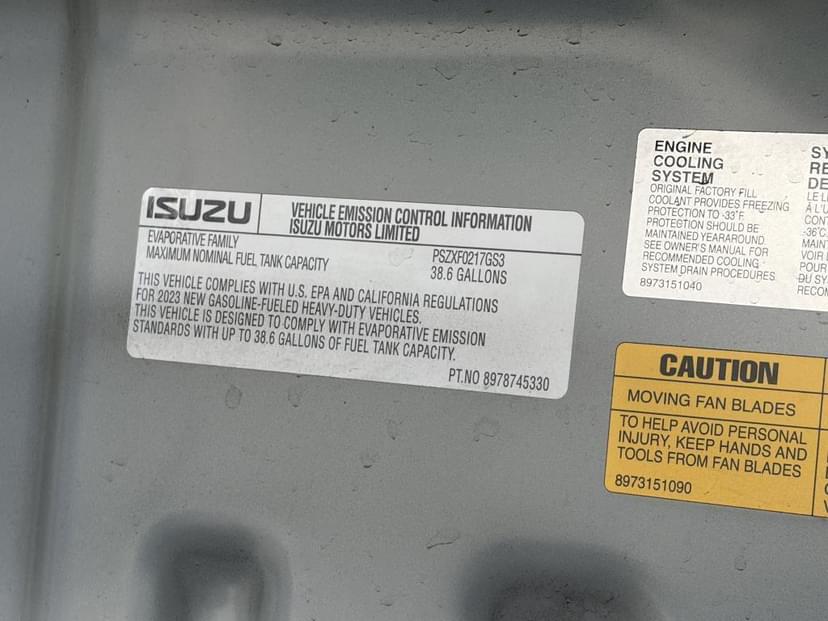 ISUZU
VEHICLE EMISSION CONTROL INFORMATION
ISUZU MOTORS LIMITED
EVAPORATIVE FAMILY PSZXF0217GS3
MAXIMUM NOMINAL FUEL TANK CAPACITY 38.6 GALLONS
THIS VEHICLE COMPLIES WITH U.S. EPA AND CALIFORNIA REGULATIONS
FOR 2023 NEW GASOLINE-FUELED HEAVY-DUTY VEHICLES.
THIS VEHICLE IS DESIGNED TO COMPLY WITH EVAPORATIVE EMISSION
STANDARDS WITH UP TO 38.6 GALLONS OF FUEL TANK CAPACITY.
PT.NO 8978745330
ENGINE
COOLING
SYSTEM
ORIGINAL FACTORY FILL
COOLANT PROVIDES FREEZING
PROTECTION TO -33°F.
PROTECTION SHOULD BE
MAINTAINED YEARAROUND.
SEE OWNER'S MANUAL FOR
RECOMMENDED COOLING
SYSTEM DRAIN PROCEDURES
8973151040
CAUTION
MOVING FAN BLADES
TO HELP AVOID PERSONAL
INJURY, KEEP HANDS AND
TOOLS FROM FAN BLADES
8973151090